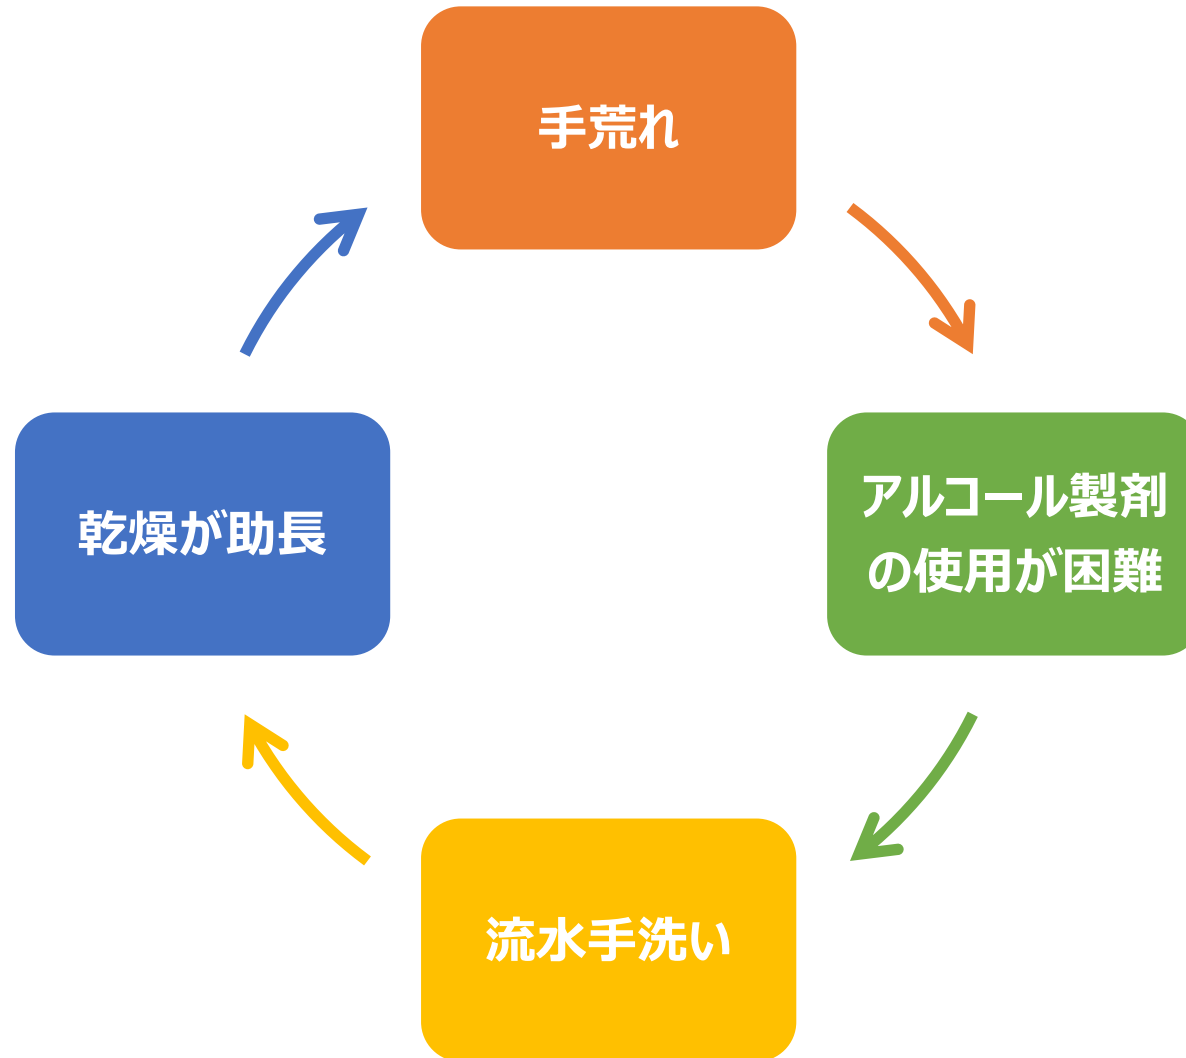 手荒れ
アルコール製剤
の使用が困難
流水手洗い
乾燥が助長